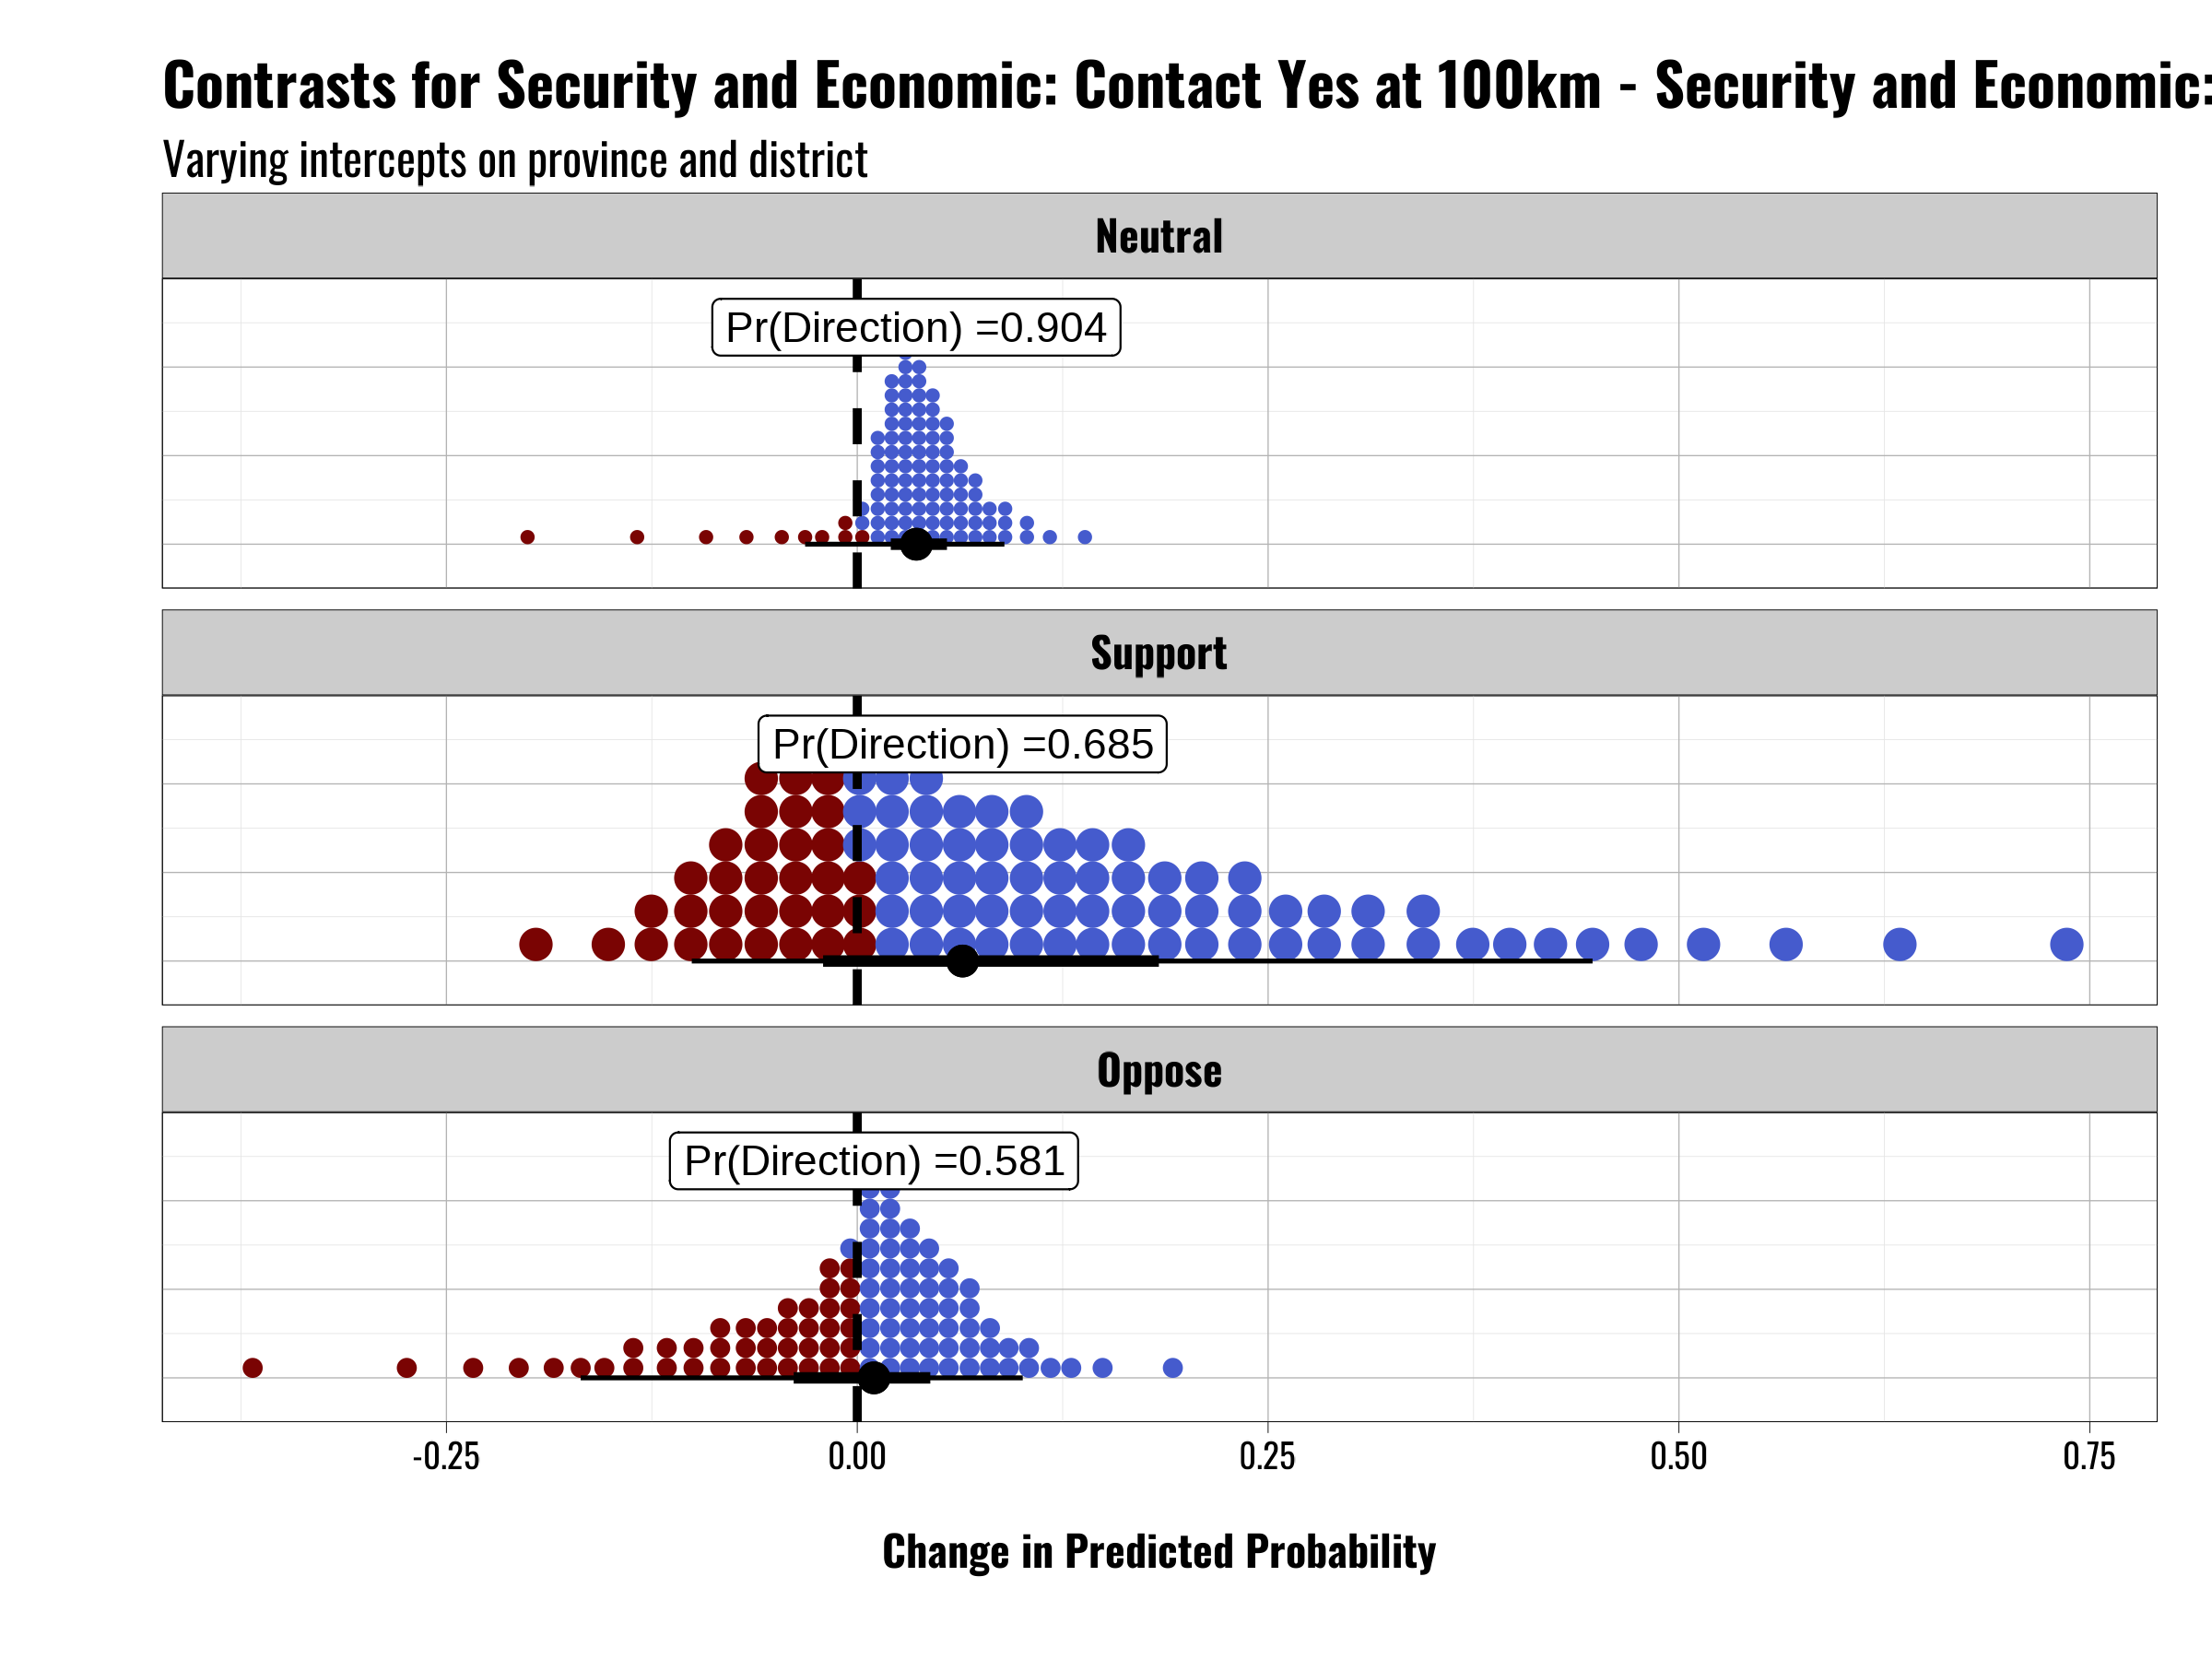 Contrasts for Security and Economic: Contact Yes at 100km - Security and Economic:
Varying intercepts on province and district
Neutral
Pr(Direction) =0.904
Support
Pr(Direction) =0.685
Oppose
Pr(Direction) =0.581
-0.25 0.00 0.25 0.50 0.75
Change in Predicted Probability